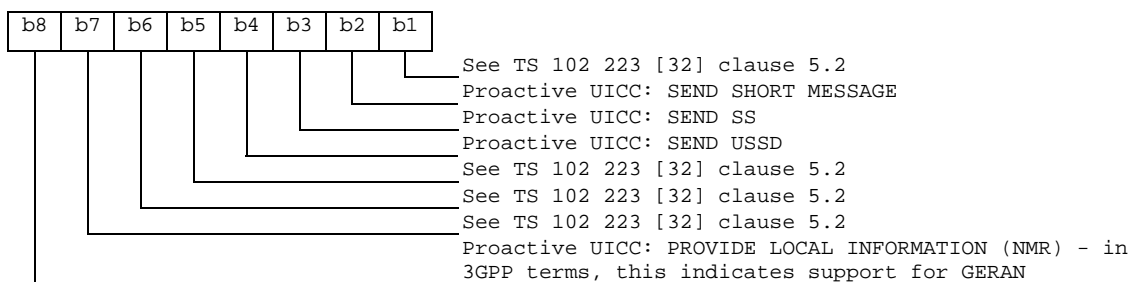 b8 b7 b6 b5 b4 b3 b2 b1
See TS 102 223 [32] clause 5.2
Proactive UICC: SEND SHORT MESSAGE
Proactive UICC: SEND SS
Proactive UICC: SEND USSD
See TS 102 223 [32] clause 5.2
See TS 102 223 [32] clause 5.2
See TS 102 223 [32] clause 5.2
Proactive UICC: PROVIDE LOCAL INFORMATION (NMR) - in
3GPP terms, this indicates support for GERAN